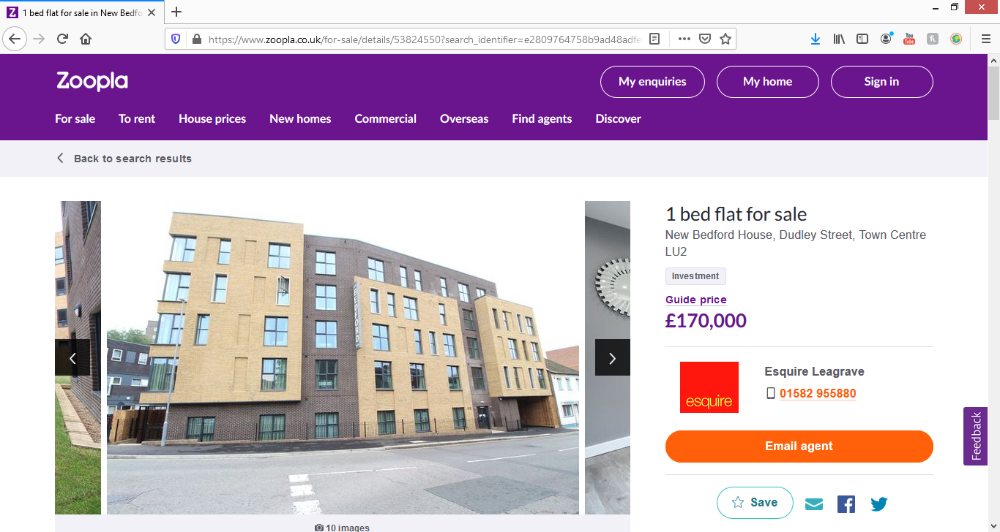 1 bed flat for sale in New Bedfo
https://www.zoopla.co.uk/for-sale/details/53824550?search_identifier=e2809764758b9ad48adfe
You Tube
Zoopla
My enquiries
My home
Sign in
For sale
To rent
House prices
New homes
Commercial
Overseas
Find agents
Discover
Back to search results
1 bed flat for sale
New Bedford House, Dudley Street, Town Centre
LU2
Investment
Guide price
£170,000
BEDFORD
esquire
Esquire Leagrave
01582 955880
Email agent
Feedback
Save
10 images